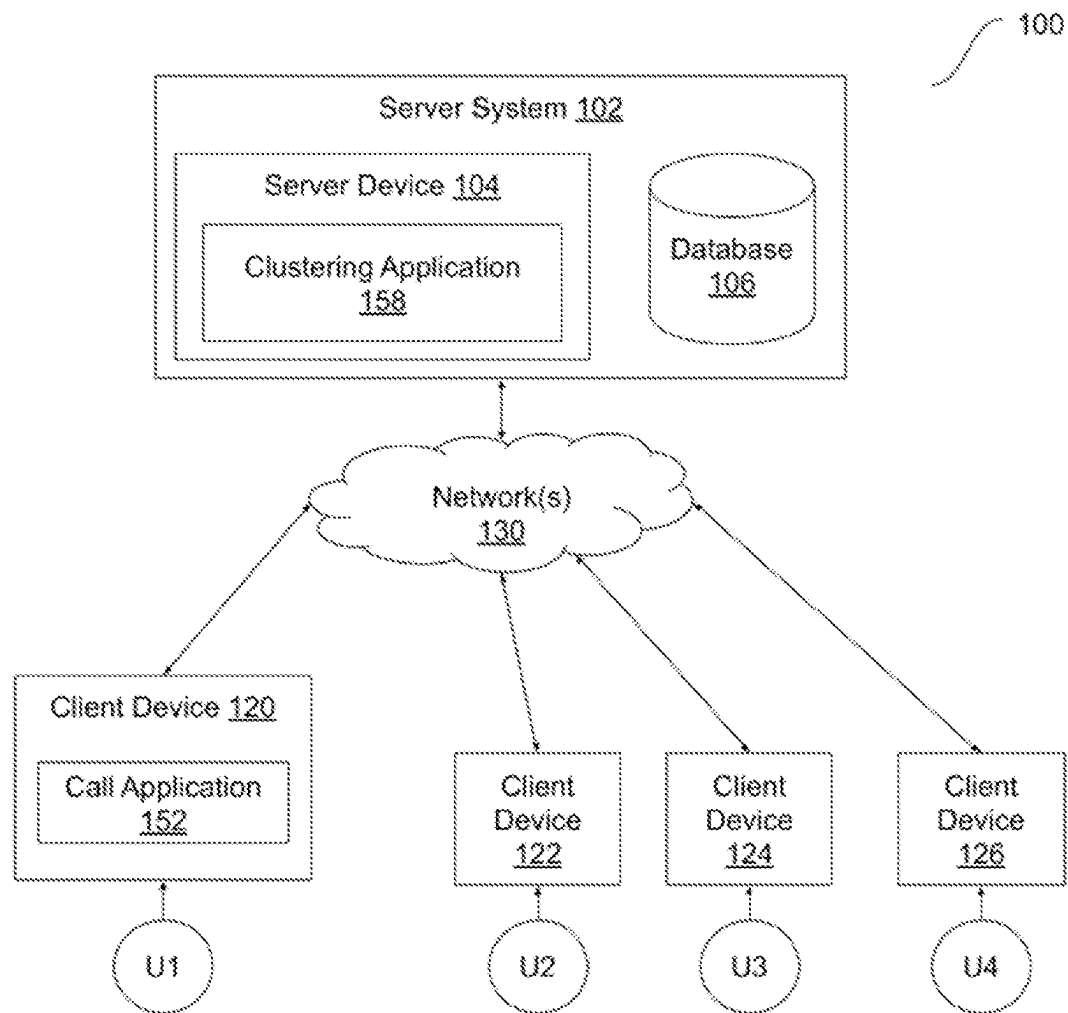 100
Server System 102
Server Device 104
Clustering Application
158
Database
106
Network(s)
130
Client Device 120
Call Application
152
Client
Device
122
Client
Device
124
Client
Device
126
U1
U2
U3
U4